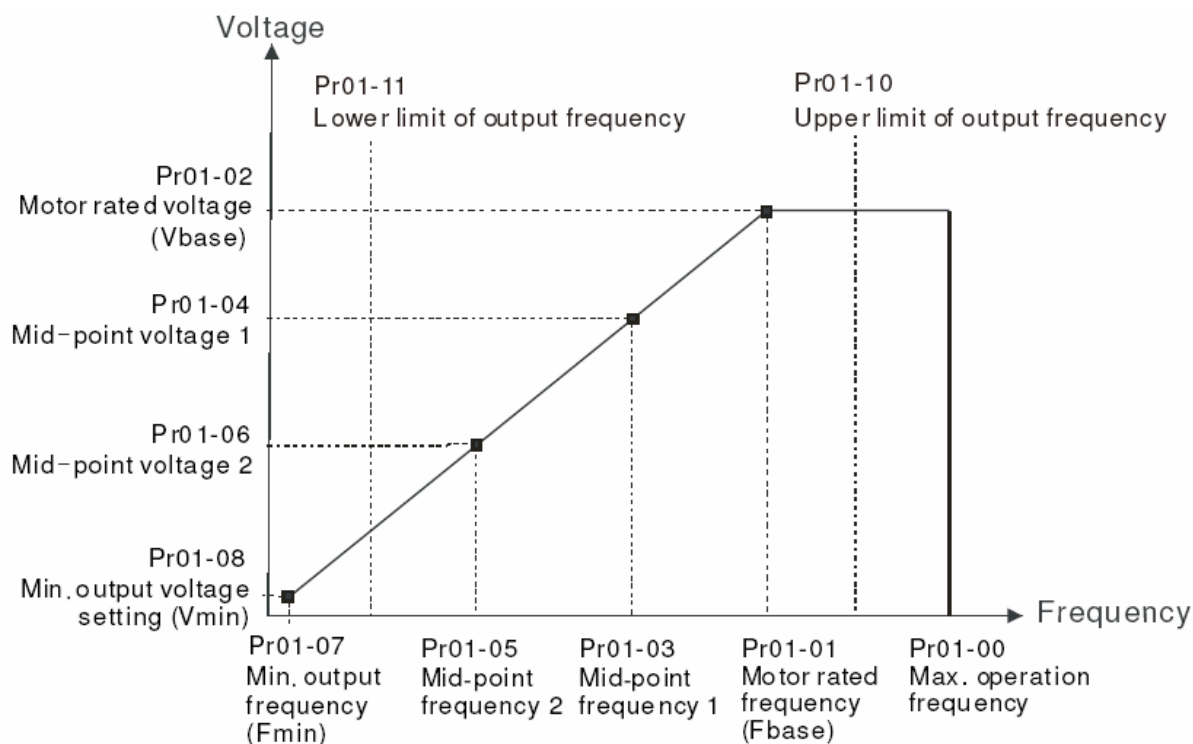 Voltage
Pr01-11
Lower limit of output frequency
Pr01-10
Upper limit of output frequency
Pr01-02
Motor rated voltage
(Vbase)
Pr01-04
Mid-point voltage 1
Pr01-06
Mid-point voltage 2
Pr01-08
Min. output voltage
setting (Vmin)
Frequency
Pr01-07
Min. output
frequency
(Fmin)
Pr01-05
Mid-point
frequency 2
Pr01-03
Mid-point
frequency 1
Pr01-01
Motor rated
frequency
(Fbase)
Pr01-00
Max. operation
frequency